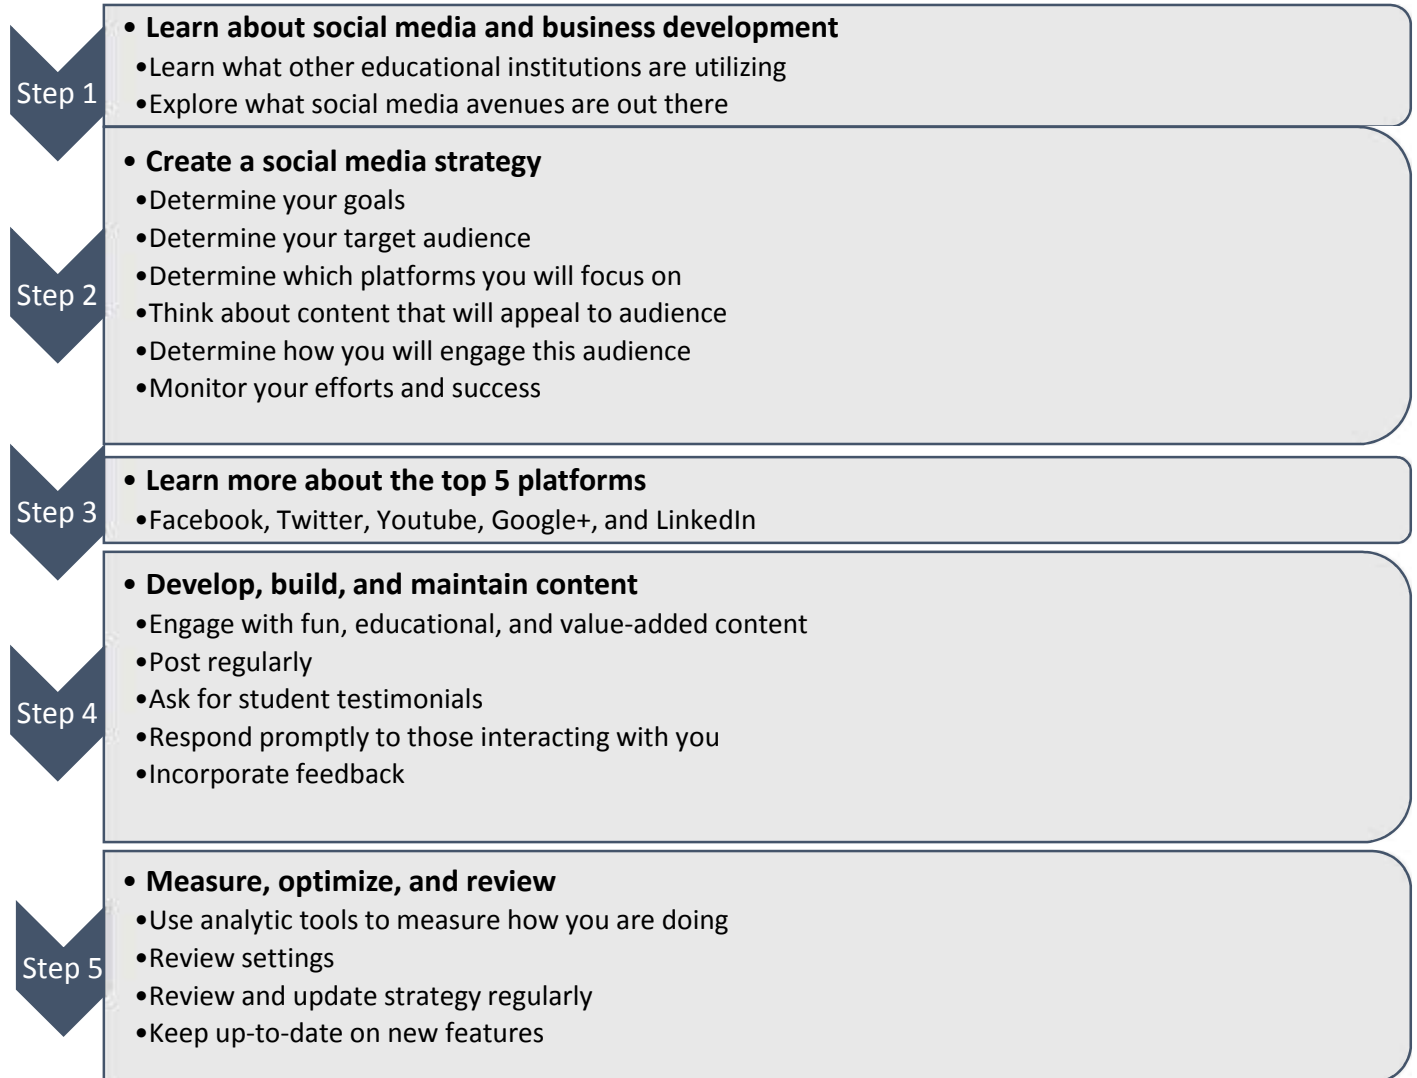 Step 1
• Learn about social media and business development
•Learn what other educational institutions are utilizing
•Explore what social media avenues are out there
Step 2
• Create a social media strategy
•Determine your goals
•Determine your target audience
•Determine which platforms you will focus on
•Think about content that will appeal to audience
•Determine how you will engage this audience
•Monitor your efforts and success
Step 3
• Learn more about the top 5 platforms
•Facebook, Twitter, Youtube, Google+, and LinkedIn
Step 4
• Develop, build, and maintain content
•Engage with fun, educational, and value-added content
•Post regularly
•Ask for student testimonials
•Respond promptly to those interacting with you
•Incorporate feedback
Step 5
• Measure, optimize, and review
•Use analytic tools to measure how you are doing
•Review settings
•Review and update strategy regularly
•Keep up-to-date on new features